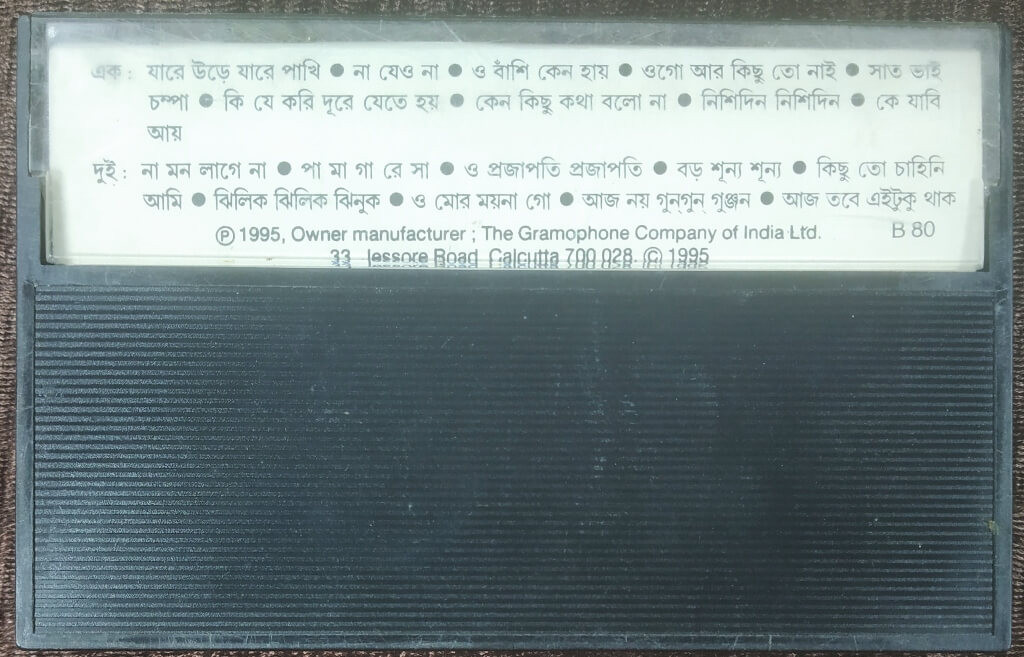 এক : যারে উড়ে যারে পাখি ● না যেও না ● ও বাঁশি কেন হায় ● ওগো আর কিছু তো নাই ● সাত ভাই
চম্পা ● কি যে করি দূরে যেতে হয় ● কেন কিছু কথা বলো না ● নিশিদিন নিশিদিন ● কে যাবি
আয়
দুই : না মন লাগে না ● পা মা গা রে সা ● ও প্রজাপতি প্রজাপতি ● বড় শূন্য শূন্য ● কিছু তো চাহিনি
আমি ● ঝিলিক ঝিলিক ঝিনুক ● ও মোর ময়না গো ● আজ নয় গুন্‌গুন্‌ গুঞ্জন ● আজ তবে এইটুকু থাক
Ⓟ 1995, Owner manufacturer ; The Gramophone Company of India Ltd. B 80
33 Jessore Road Calcutta 700 028. © 1995